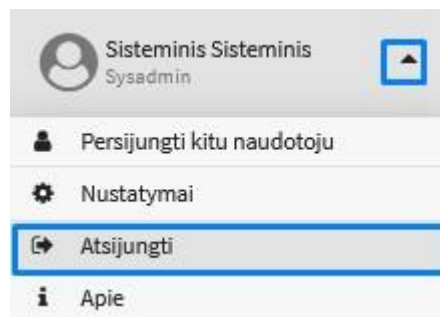 Sisteminis Sisteminis
Sysadmin
Persijungti kitu naudotoju
Nustatymai
Atsijungti
Apie